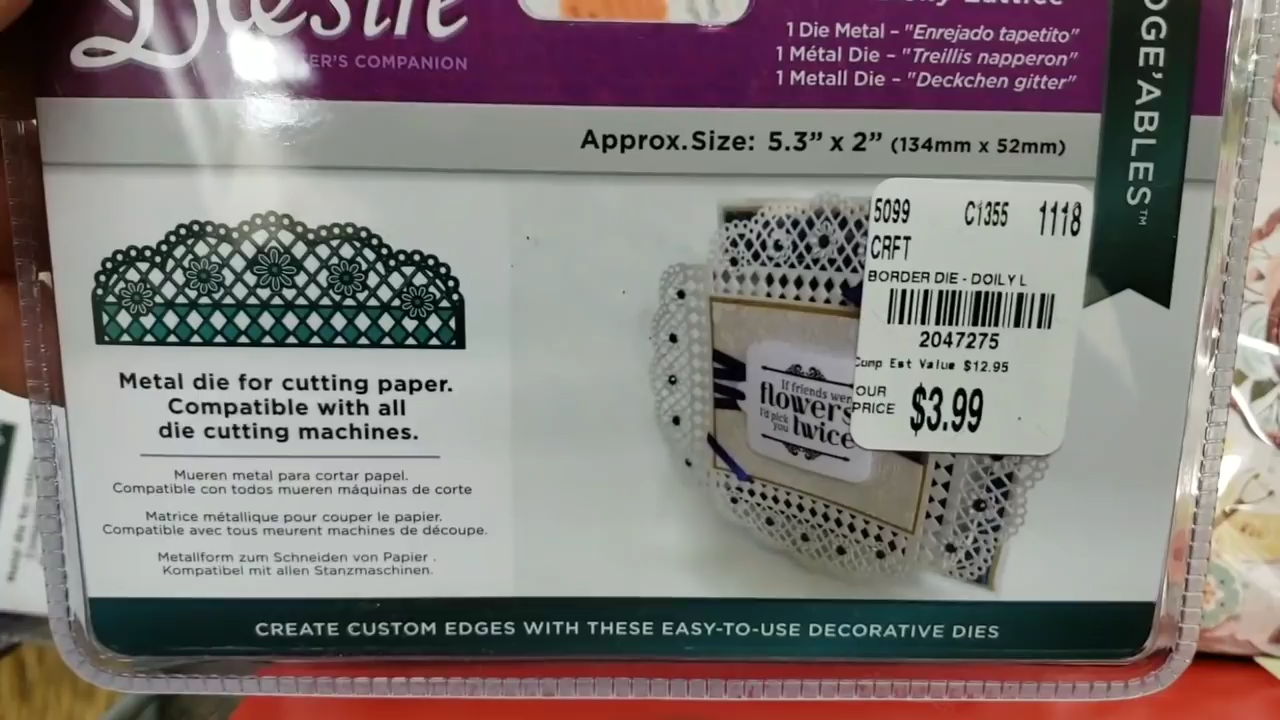 ER'S COMPANION
1 Die Metal – "Enrejado tapetito"
1 Métal Die – "Treillis napperon"
1 Metall Die – "Deckchen gitter"
DGE'ABLES™
Approx.Size: 5.3" x 2" (134mm x 52mm)
5099 C1355 1118
CRFT
BORDER DIE - DOILY L
2047275
Comp Est Value $12.95
OUR
PRICE $3.99
If friends wer
flowers
I'd pick
you twice
Metal die for cutting paper.
Compatible with all
die cutting machines.
Mueren metal para cortar papel.
Compatible con todos mueren máquinas de corte
Matrice métallique pour couper le papier.
Compatible avec tous meurent machines de découpe.
Metallform zum Schneiden von Papier .
Kompatibel mit allen Stanzmaschinen.
CREATE CUSTOM EDGES WITH THESE EASY-TO-USE DECORATIVE DIES